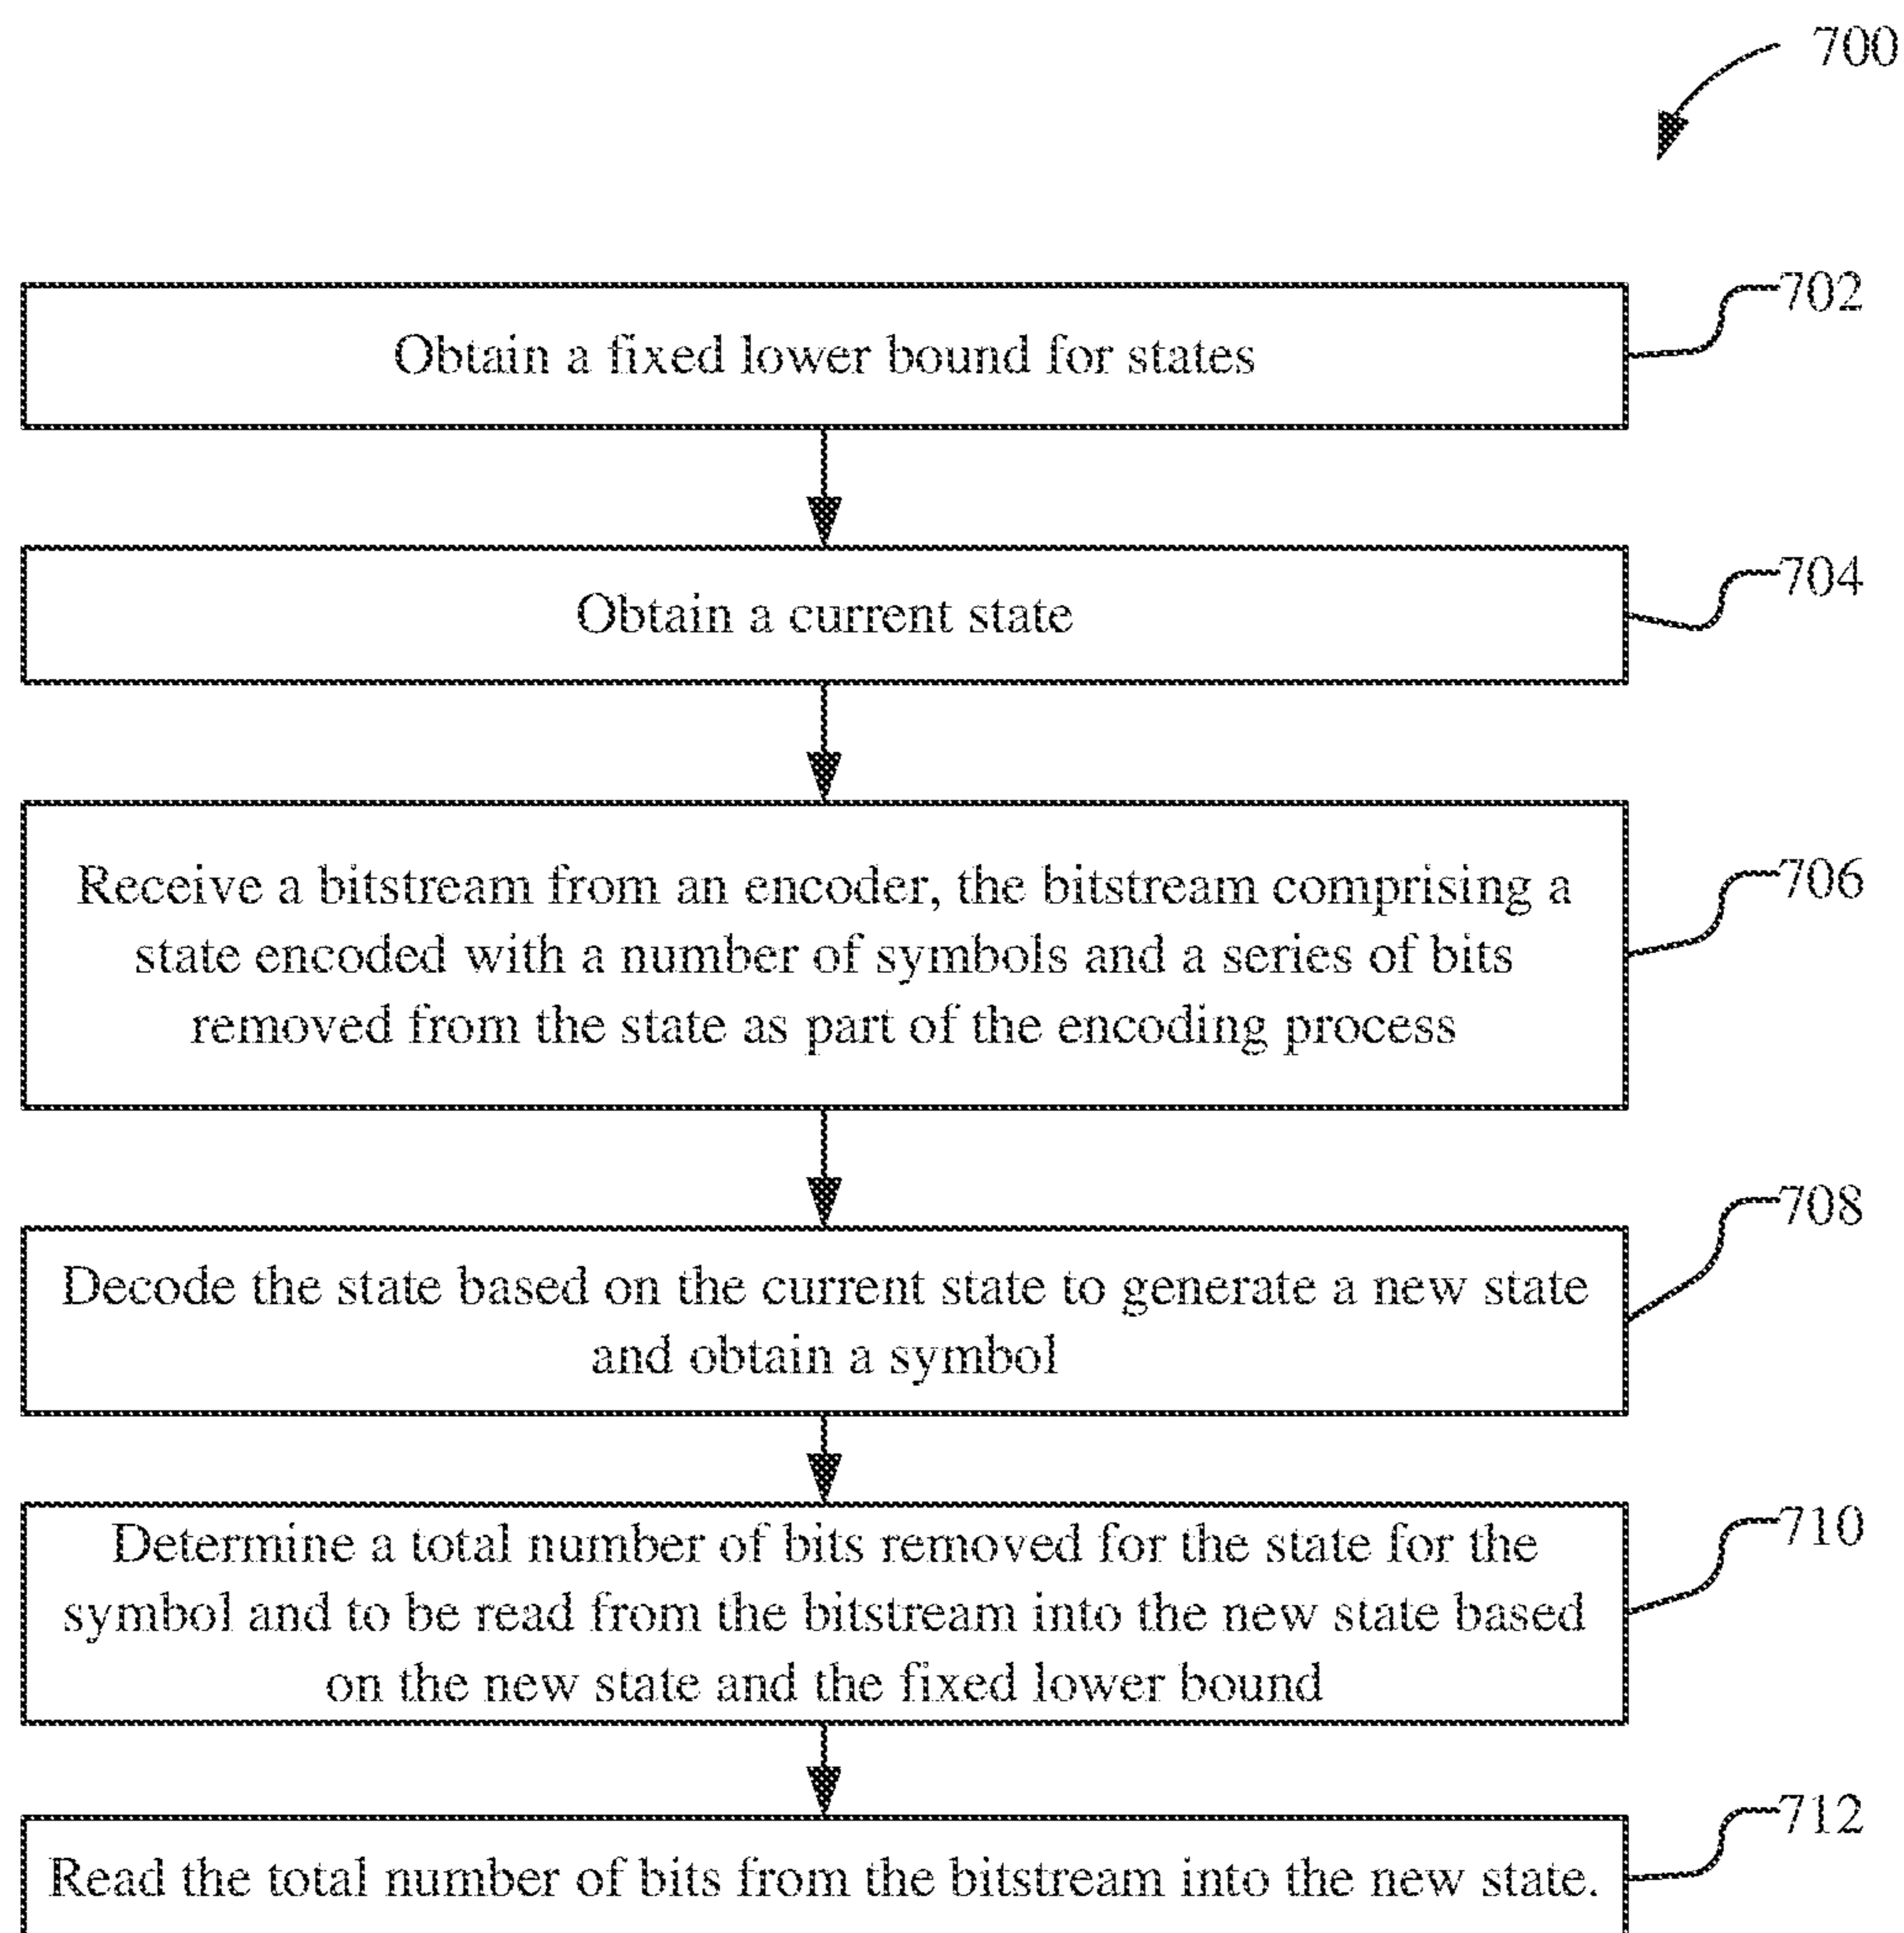 700
Obtain a fixed lower bound for states
702
Obtain a current state
704
Receive a bitstream from an encoder, the bitstream comprising a
state encoded with a number of symbols and a series of bits
removed from the state as part of the encoding process
706
Decode the state based on the current state to generate a new state
and obtain a symbol
708
Determine a total number of bits removed for the state for the
symbol and to be read from the bitstream into the new state based
on the new state and the fixed lower bound
710
Read the total number of bits from the bitstream into the new state.
712